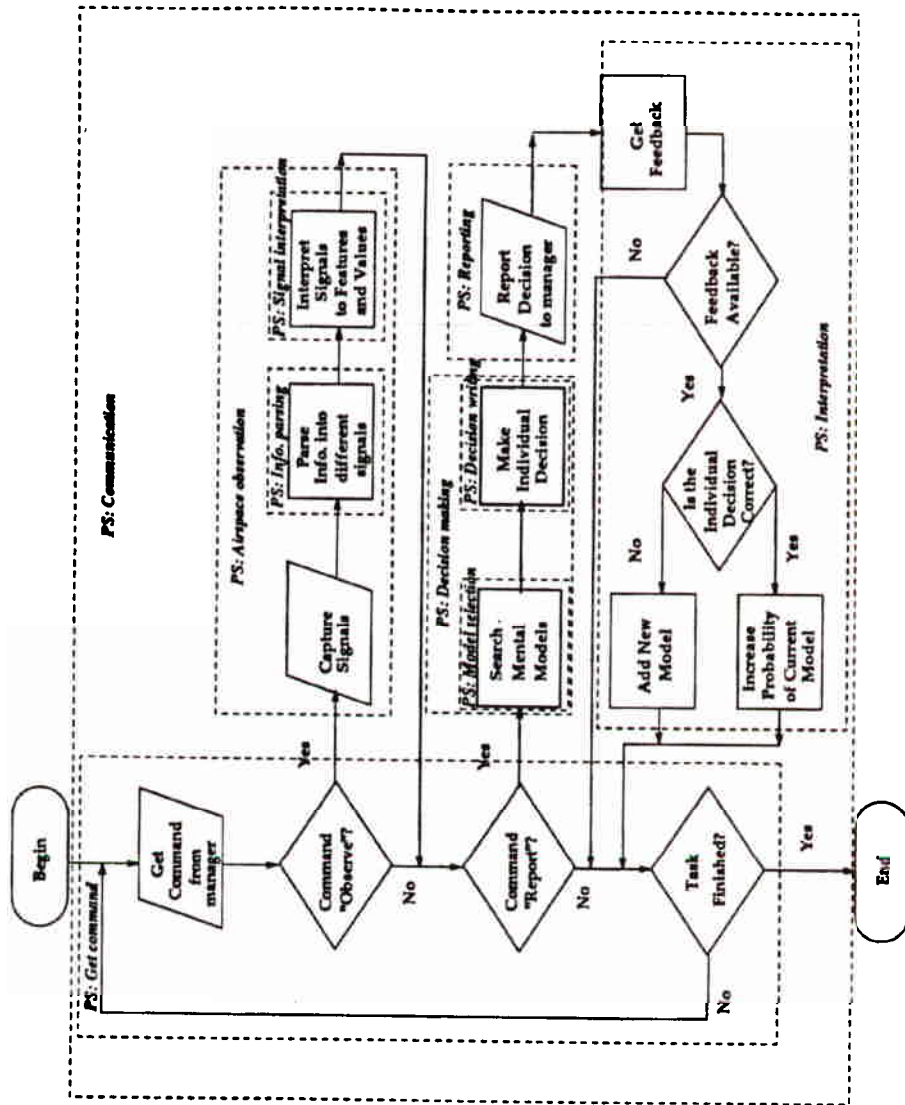 Begin
PS: Communication
PS: Get command
Get
Command
from
manager
Command
"Observe"?
Yes
No
PS: Airspace observation
Capture
Signals
PS: Info. parsing
Parse
Info. into
different
signals
PS: Signal interpretation
Interpret
Signals
to Features
and Values
Command
"Report"?
Yes
No
PS: Decision making
PS: Model selection
Search -
Mental
Models
PS: Decision writing
Make
Individual
Decision
PS: Reporting
Report
Decision
to manager
Get
Feedback
Feedback
Available?
No
Yes
Is the
Individual
Decision
Correct?
No
Yes
Add New
Model
Increase
Probability
of Current
Model
PS: Interpratation
Task
Finished?
No
Yes
End